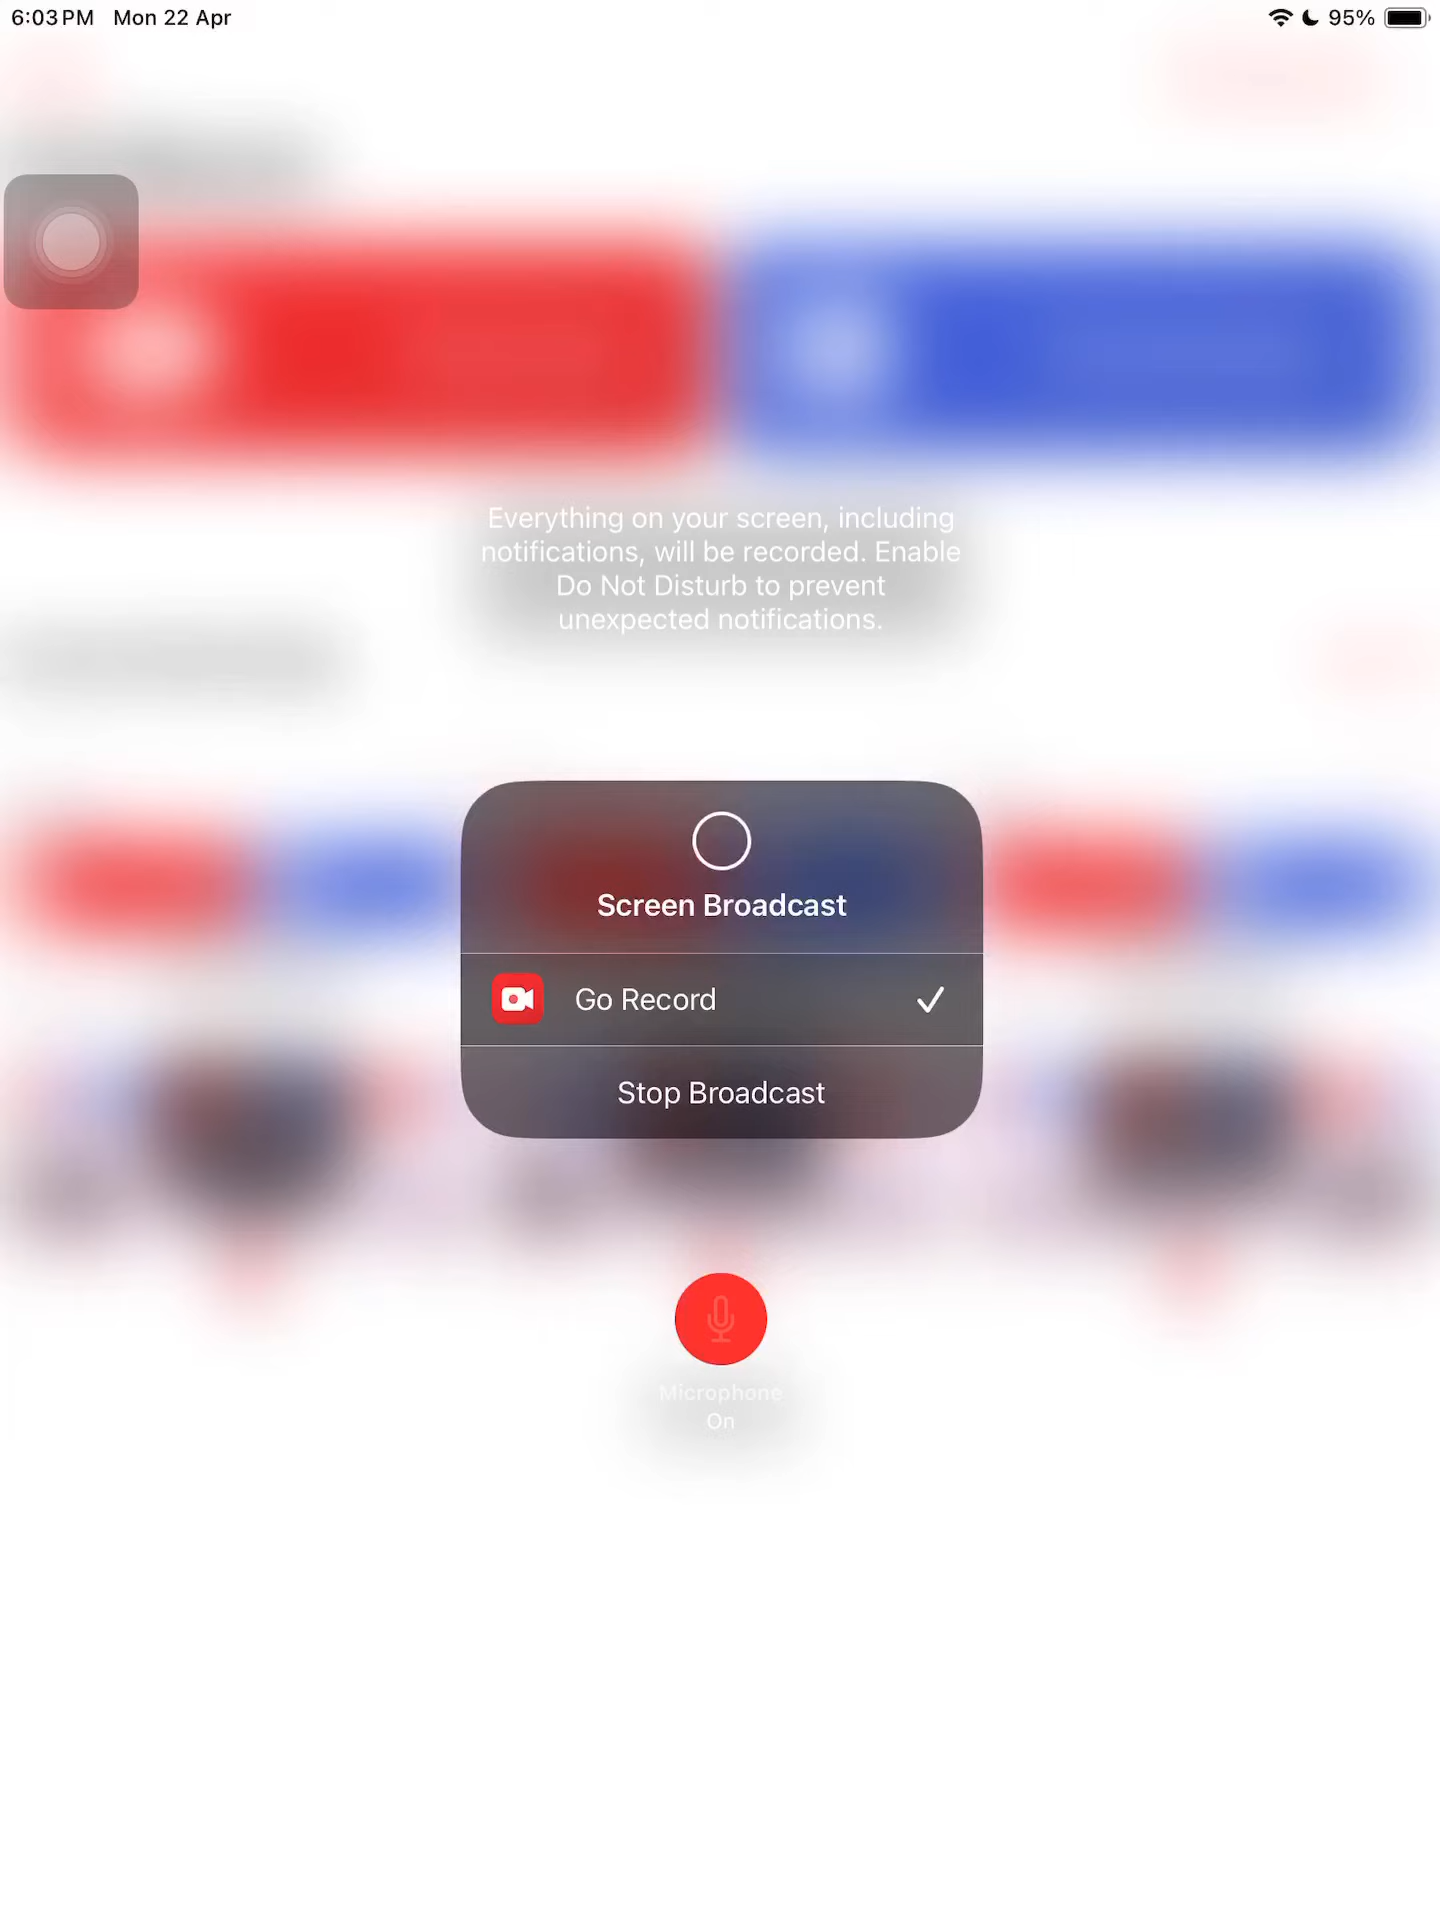 6:03 PM Mon 22 Apr 95%
Everything on your screen, including
notifications, will be recorded. Enable
Do Not Disturb to prevent
unexpected notifications.
Screen Broadcast
Go Record
Stop Broadcast
Microphone
On